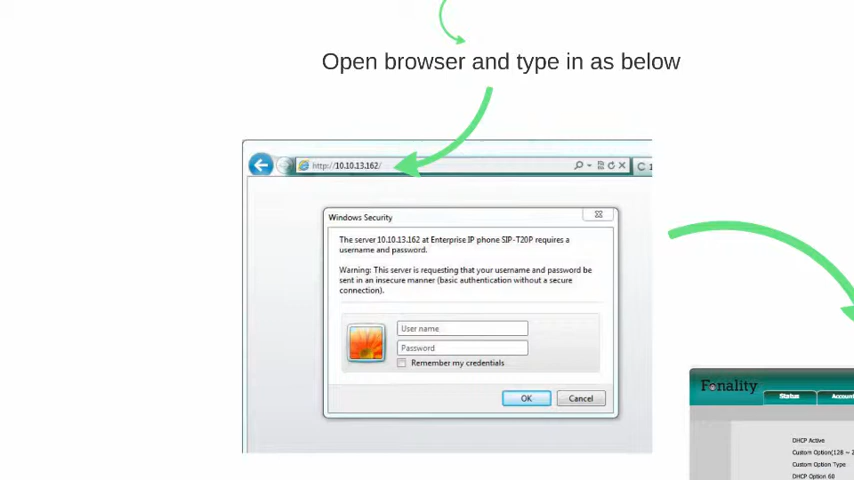 Open browser and type in as below
http://10.10.13.162/
Windows Security
The server 10.10.13.162 at Enterprise IP phone SIP-T20P requires a
username and password.
Warning: This server is requesting that your username and password be
sent in an insecure manner (basic authentication without a secure
connection).
User name
Password
Remember my credentials
OK
Cancel
Fonality
Status
Account
DHCP Active
Custom Option(128 ~ 2
Custom Option Type
DHCP Option 60